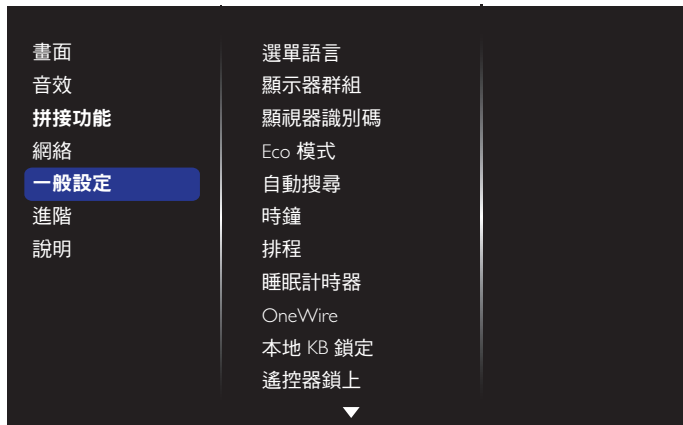 畫面
音效
拼接功能
網絡
一般設定
進階
說明
選單語言
顯示器群組
顯視器識別碼
Eco 模式
自動搜尋
時鐘
排程
睡眠計時器
OneWire
本地 KB 鎖定
遙控器鎖上